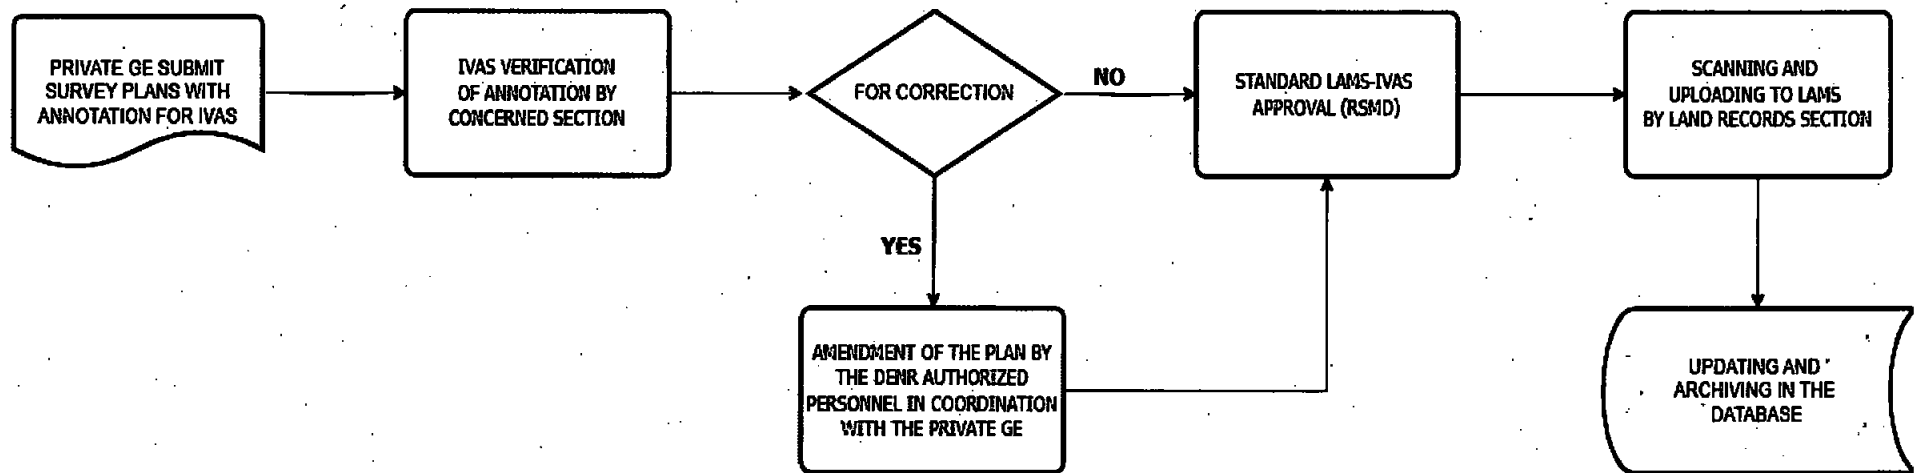 PRIVATE GE SUBMIT
SURVEY PLANS WITH
ANNOTATION FOR IVAS
IVAS VERIFICATION
OF ANNOTATION BY
CONCERNED SECTION
FOR CORRECTION
NO
STANDARD LAMS-IVAS
APPROVAL (RSMD)
SCANNING AND
UPLOADING TO LAMS
BY LAND RECORDS SECTION
YES
AMENDMENT OF THE PLAN BY
THE DENR AUTHORIZED
PERSONNEL IN COORDINATION
WITH THE PRIVATE GE
UPDATING AND
ARCHIVING IN THE
DATABASE